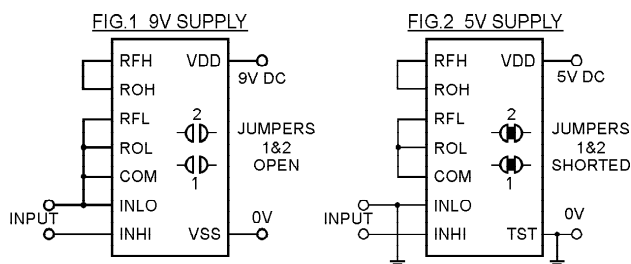 FIG.1 9V SUPPLY
RFH VDD
9V DC
ROH
RFL
2
ROL
JUMPERS
1&2
OPEN
COM
1
INPUT
INLO
0V
INHI VSS
FIG.2 5V SUPPLY
RFH VDD
5V DC
ROH
RFL
2
ROL
JUMPERS
1&2
SHORTED
COM
1
INPUT
INLO
0V
INHI TST